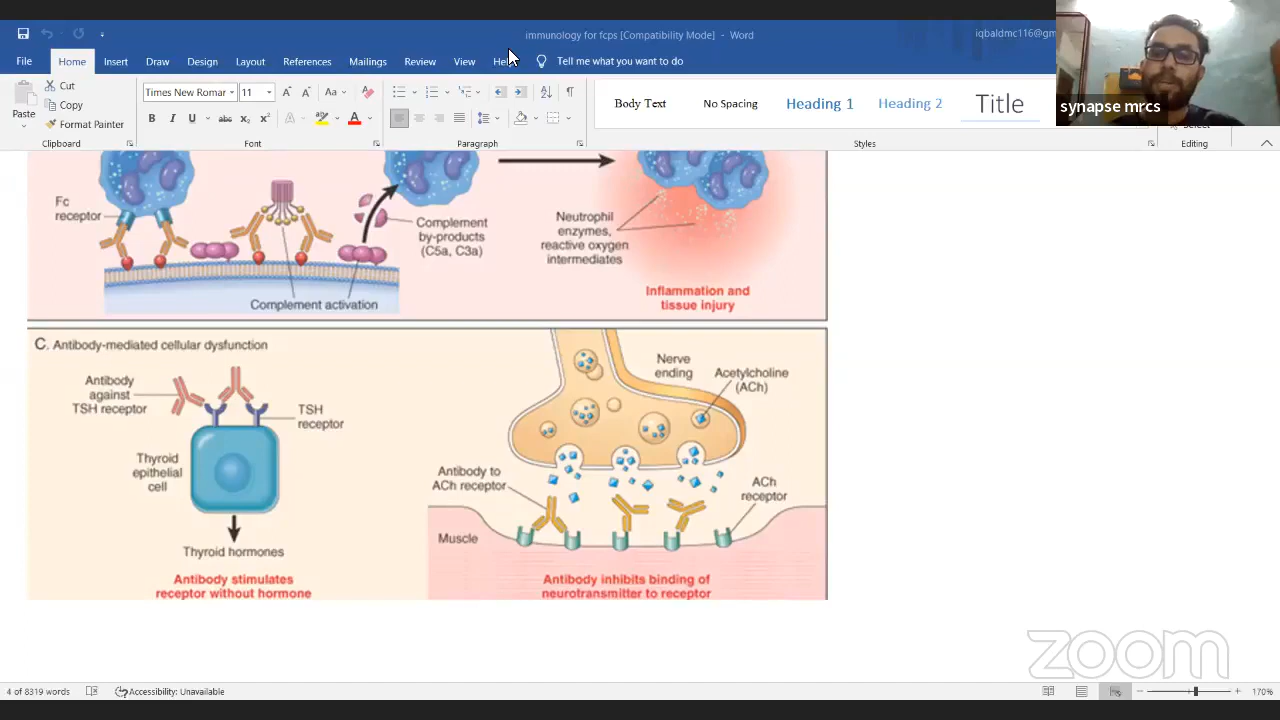 immunology for fcps [Compatibility Mode] - Word
iqbaldmc116@gm
File Home Insert Draw Design Layout References Mailings Review View Help Tell me what you want to do
Paste
Cut
Copy
Format Painter
Times New Roman 11
Body Text No Spacing Heading 1 Heading 2 Title
synapse mrcs
Select
Clipboard Font Paragraph Styles Editing
Fc
receptor
Complement
by-products
(C5a, C3a)
Complement activation
Neutrophil
enzymes,
reactive oxygen
intermediates
Inflammation and
tissue injury
C. Antibody-mediated cellular dysfunction
Antibody
against
TSH receptor
TSH
receptor
Thyroid
epithelial
cell
Thyroid hormones
Antibody stimulates
receptor without hormone
Nerve
ending
Acetylcholine
(ACh)
Antibody to
ACh receptor
ACh
receptor
Muscle
Antibody inhibits binding of
neurotransmitter to receptor
zoom
4 of 8319 words Accessibility: Unavailable 170%